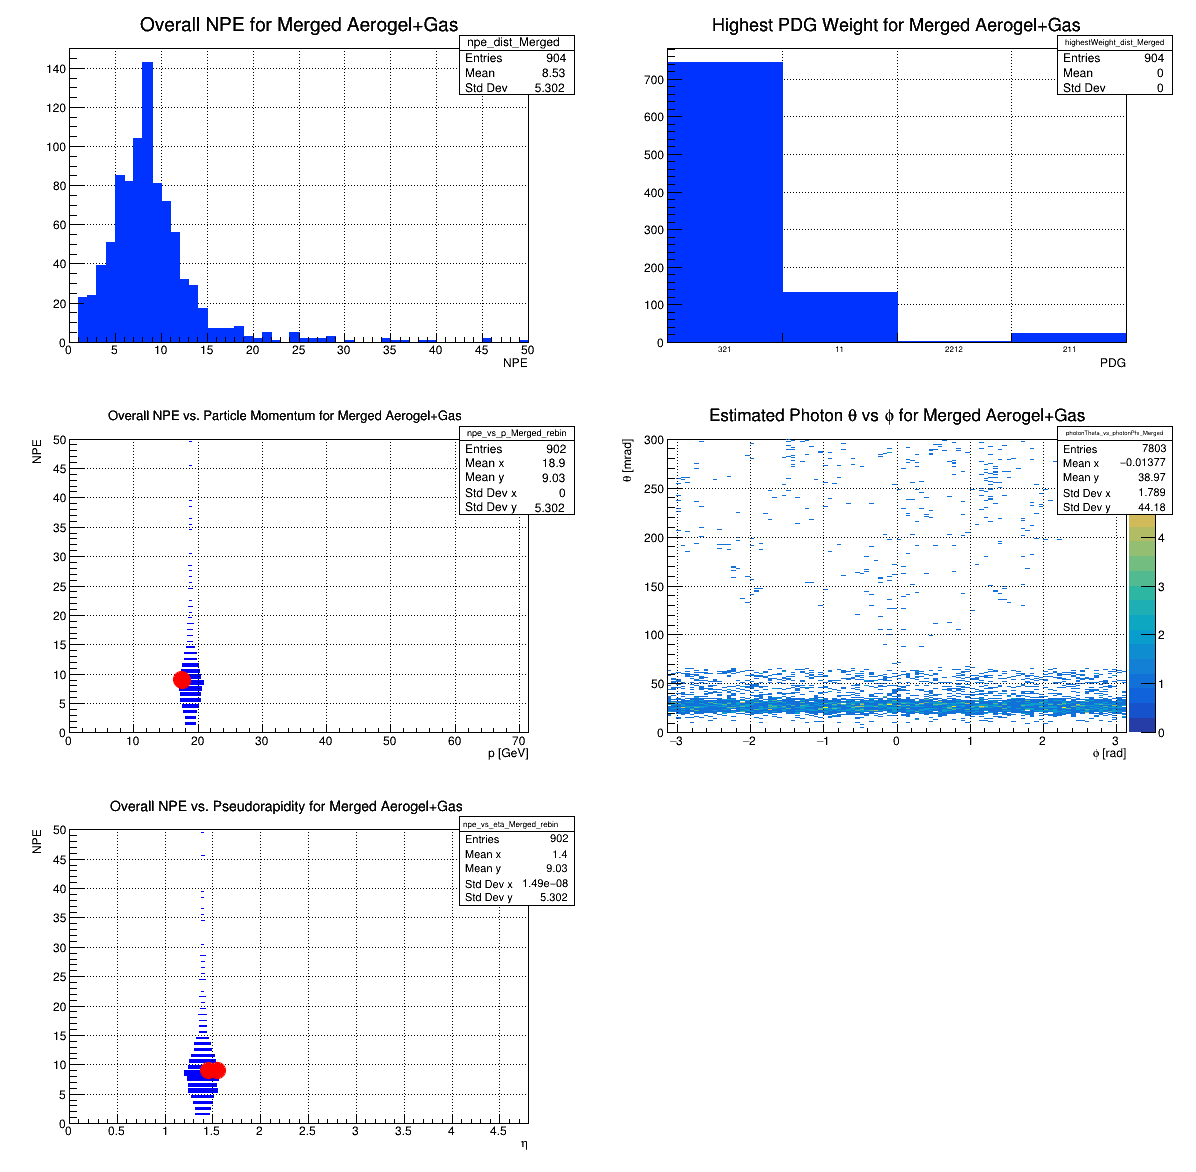 Overall NPE for Merged Aerogel+Gas
npe_dist_Merged
Entries 904
Mean 8.53
Std Dev 5.302
140
120
100
80
60
40
20
0
0 5 10 15 20 25 30 35 40 45 50
NPE
Highest PDG Weight for Merged Aerogel+Gas
highestWeight_dist_Merged
Entries 904
Mean 0
Std Dev 0
700
600
500
400
300
200
100
0
321 11 2212 211
PDG
Overall NPE vs. Particle Momentum for Merged Aerogel+Gas
npe_vs_p_Merged_rebin
Entries 902
Mean x 18.9
Mean y 9.03
Std Dev x 0
Std Dev y 5.302
NPE
50
45
40
35
30
25
20
15
10
5
0
0 10 20 30 40 50 60 70
p [GeV]
Estimated Photon θ vs ϕ for Merged Aerogel+Gas
photonTheta_vs_photonPhi_Merged
Entries 7803
Mean x −0.01377
Mean y 38.97
Std Dev x 1.789
Std Dev y 44.18
θ [mrad]
300
250
200
150
100
50
0
−3 −2 −1 0 1 2 3
ϕ [rad]
4
3
2
1
0
Overall NPE vs. Pseudorapidity for Merged Aerogel+Gas
npe_vs_eta_Merged_rebin
Entries 902
Mean x 1.4
Mean y 9.03
Std Dev x 1.49e−08
Std Dev y 5.302
NPE
50
45
40
35
30
25
20
15
10
5
0
0 0.5 1 1.5 2 2.5 3 3.5 4 4.5
η